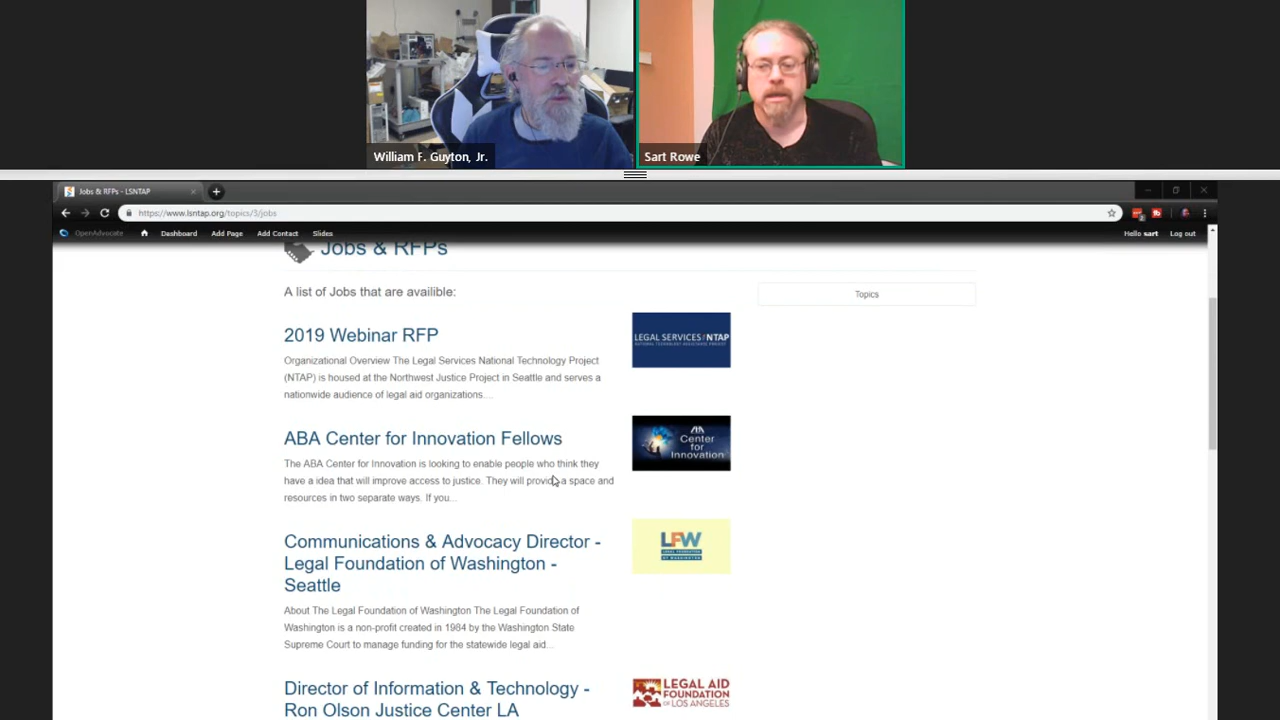 William F. Guyton, Jr.
Sart Rowe
Jobs & RFPs - LSNTAP
https://www.lsntap.org/topics/3/jobs
OpenAdvocate
Dashboard
Add Page
Add Contact
Slides
Hello sart
Log out
Jobs & RFPs
A list of Jobs that are availible:
Topics
2019 Webinar RFP
Organizational Overview The Legal Services National Technology Project
(NTAP) is housed at the Northwest Justice Project in Seattle and serves a
nationwide audience of legal aid organizations....
LEGAL SERVICES NTAP
ABA Center for Innovation Fellows
The ABA Center for Innovation is looking to enable people who think they
have a idea that will improve access to justice. They will provide a space and
resources in two separate ways. If you...
ABA
Center
for
Innovation
Communications & Advocacy Director -
Legal Foundation of Washington -
Seattle
About The Legal Foundation of Washington The Legal Foundation of
Washington is a non-profit created in 1984 by the Washington State
Supreme Court to manage funding for the statewide legal aid...
LFW
LEGAL FOUNDATION
OF WASHINGTON
Director of Information & Technology -
Ron Olson Justice Center LA
LEGAL AID
FOUNDATION
OF LOS ANGELES